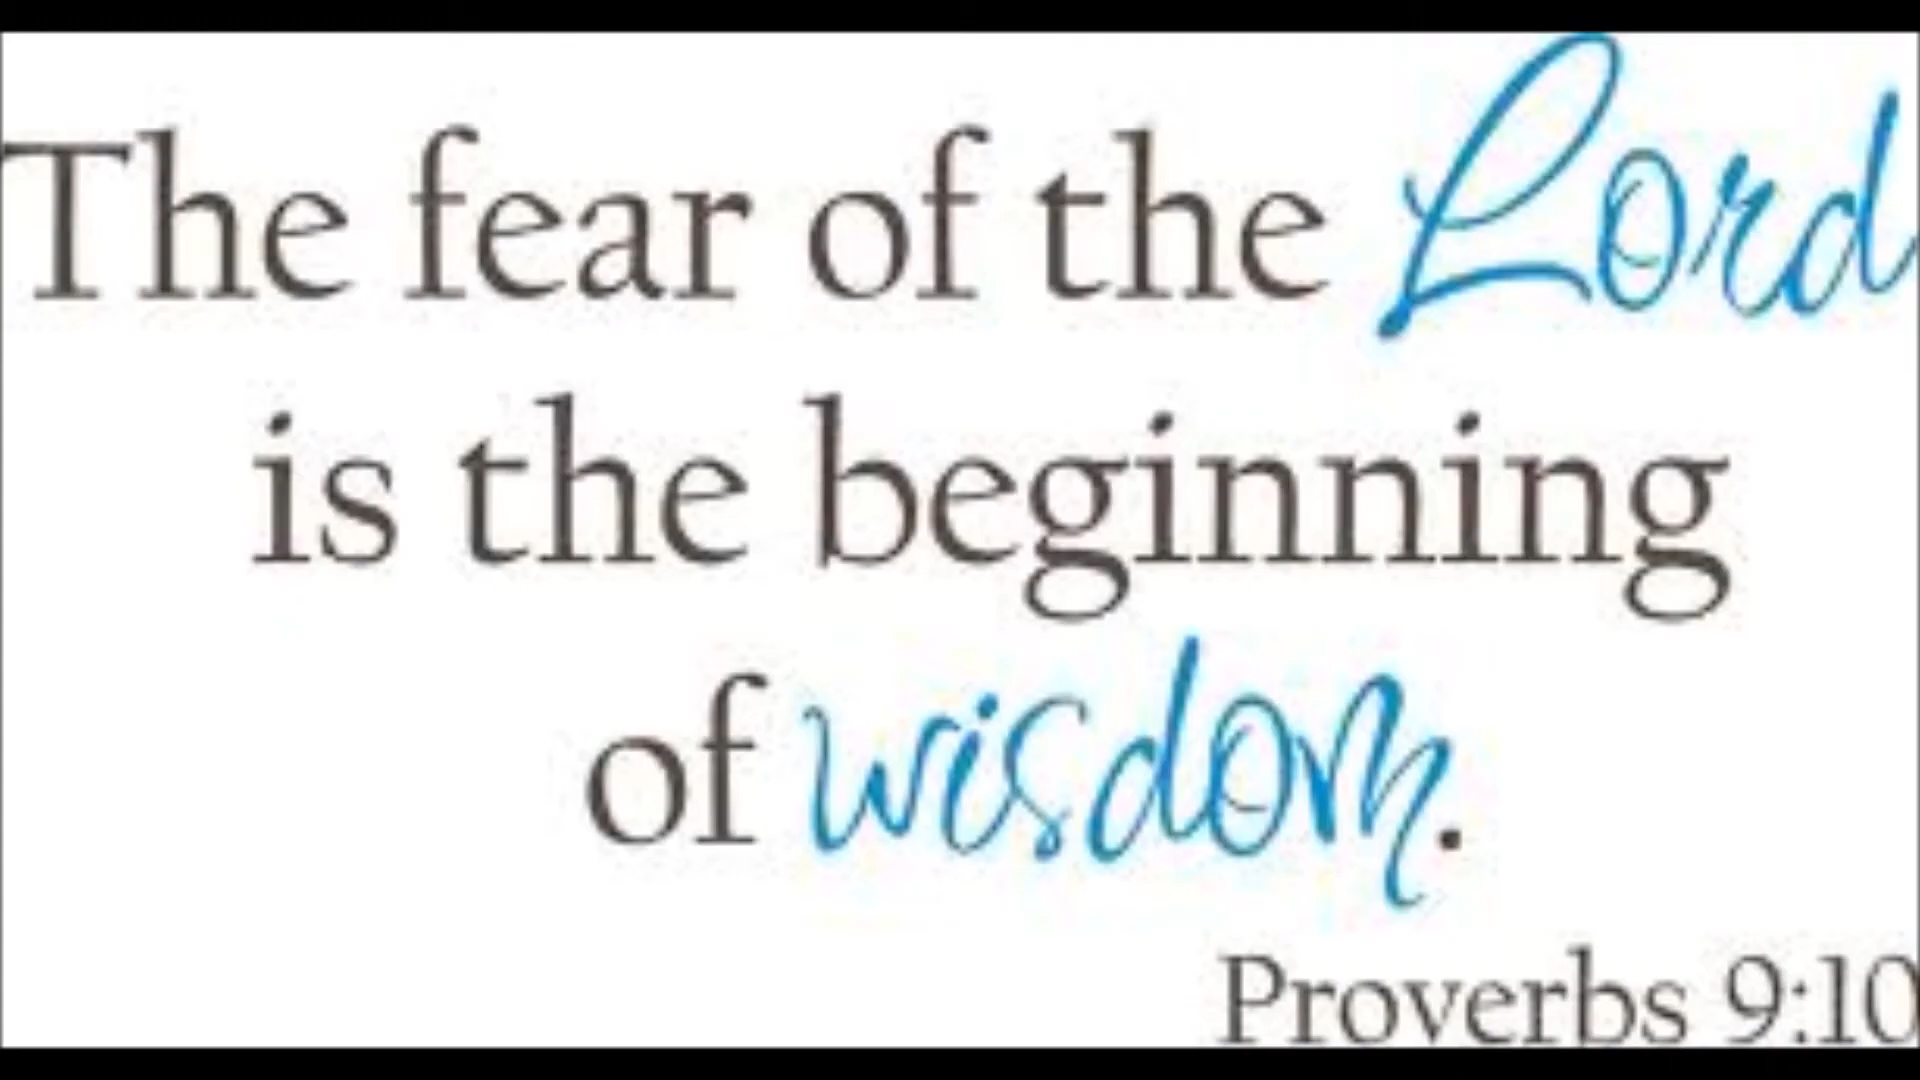 The fear of the Lord
is the beginning
of wisdom.
Proverbs 9:10